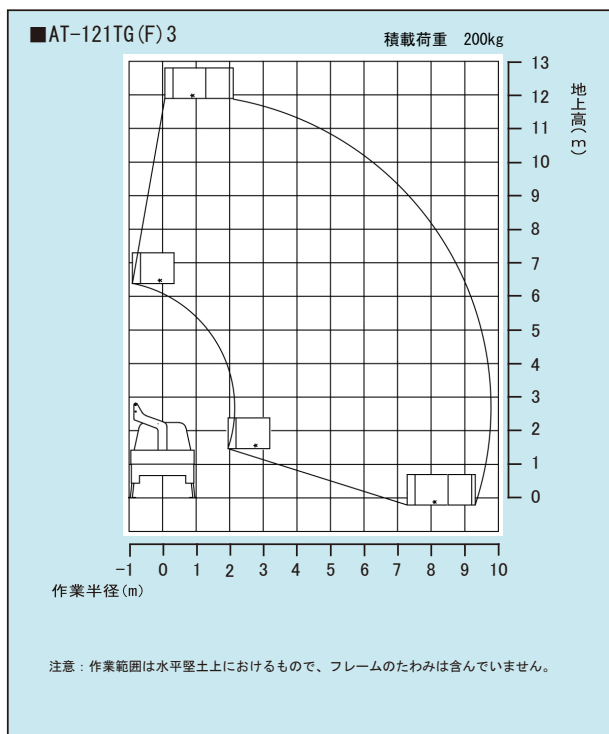 ■AT-121TG(F)3
積載荷重 200kg
13
12
11
10
9
8
7
6
5
4
3
2
1
0
地上高(m)
-1 0 1 2 3 4 5 6 7 8 9 10
作業半径(m)
注意：作業範囲は水平堅土上におけるもので、フレームのたわみは含んでいません。